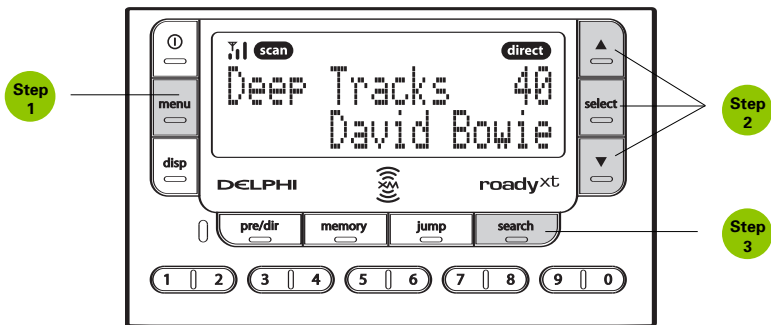 scan direct
Deep Tracks 40
David Bowie
menu
disp
select
DELPHI XM roady xt
pre/dir memory jump search
1 2 3 4 5 6 7 8 9 0
Step 1
Step 2
Step 3